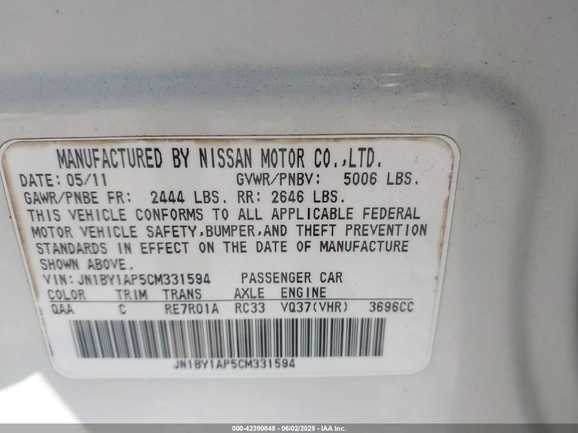 MANUFACTURED BY NISSAN MOTOR CO.,LTD.
DATE: 05/11 GVWR/PNBV: 5006 LBS.
GAWR/PNBE FR: 2444 LBS. RR: 2646 LBS.
THIS VEHICLE CONFORMS TO ALL APPLICABLE FEDERAL
MOTOR VEHICLE SAFETY,BUMPER,AND THEFT PREVENTION
STANDARDS IN EFFECT ON THE DATE OF MANUFACTURE
SHOWN ABOVE.
VIN: JN1BY1AP5CM331594 PASSENGER CAR
COLOR TRIM TRANS AXLE ENGINE
QAA C RE7R01A RC33 VQ37(VHR) 3696CC
JN1BY1AP5CM331594
000-42390848 - 06/02/2025 - IAA, Inc.